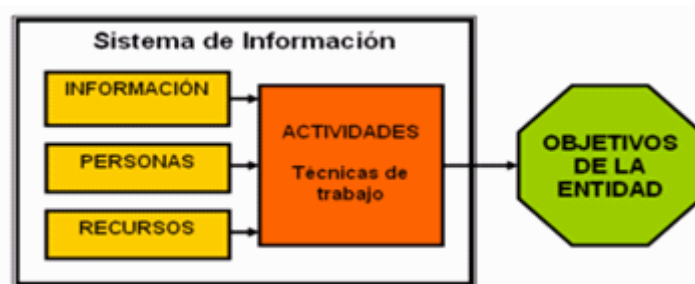 Sistema de Información
INFORMACIÓN
PERSONAS
RECURSOS
ACTIVIDADES
Técnicas de
trabajo
OBJETIVOS
DE LA
ENTIDAD